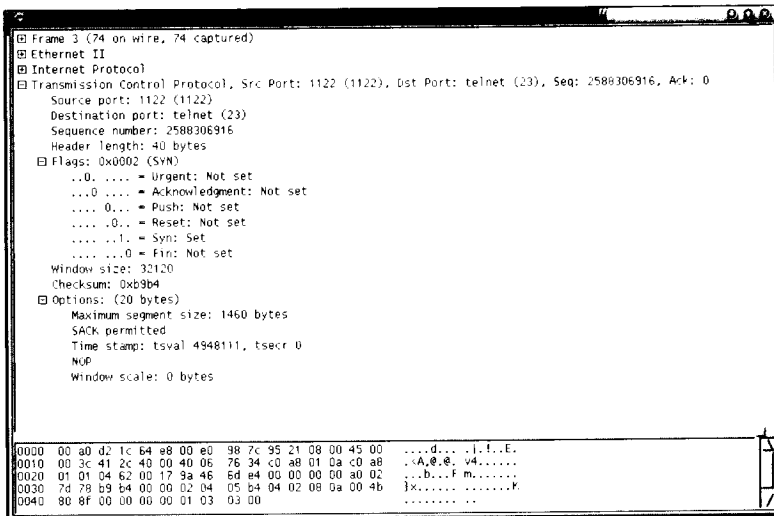 Frame 3 (74 on wire, 74 captured)
Ethernet II
Internet Protocol
Transmission Control Protocol, Src Port: 1122 (1122), Dst Port: telnet (23), Seq: 2588306916, Ack: 0
Source port: 1122 (1122)
Destination port: telnet (23)
Sequence number: 2588306916
Header length: 40 bytes
Flags: 0x0002 (SYN)
..0. .... = Urgent: Not set
...0 .... = Acknowledgment: Not set
.... 0... = Push: Not set
.... .0.. = Reset: Not set
.... ..1. = Syn: Set
.... ...0 = Fin: Not set
Window size: 32120
Checksum: 0xb9b4
Options: (20 bytes)
Maximum segment size: 1460 bytes
SACK permitted
Time stamp: tsval 4948111, tsecr 0
NOP
Window scale: 0 bytes
0000 00 a0 d2 1c 64 e8 00 e0 98 7c 95 21 08 00 45 00 ....d... .|.!..E.
0010 00 3c 41 2c 40 00 40 06 76 34 c0 a8 01 0a c0 a8 .<A,@.@. v4......
0020 01 01 04 62 00 17 9a 46 6d e4 00 00 00 00 a0 02 ...b...F m.......
0030 7d 78 b9 b4 00 00 02 04 05 b4 04 02 08 0a 00 4b }x...... .......K
0040 80 8f 00 00 00 00 01 03 03 00 ........ ..